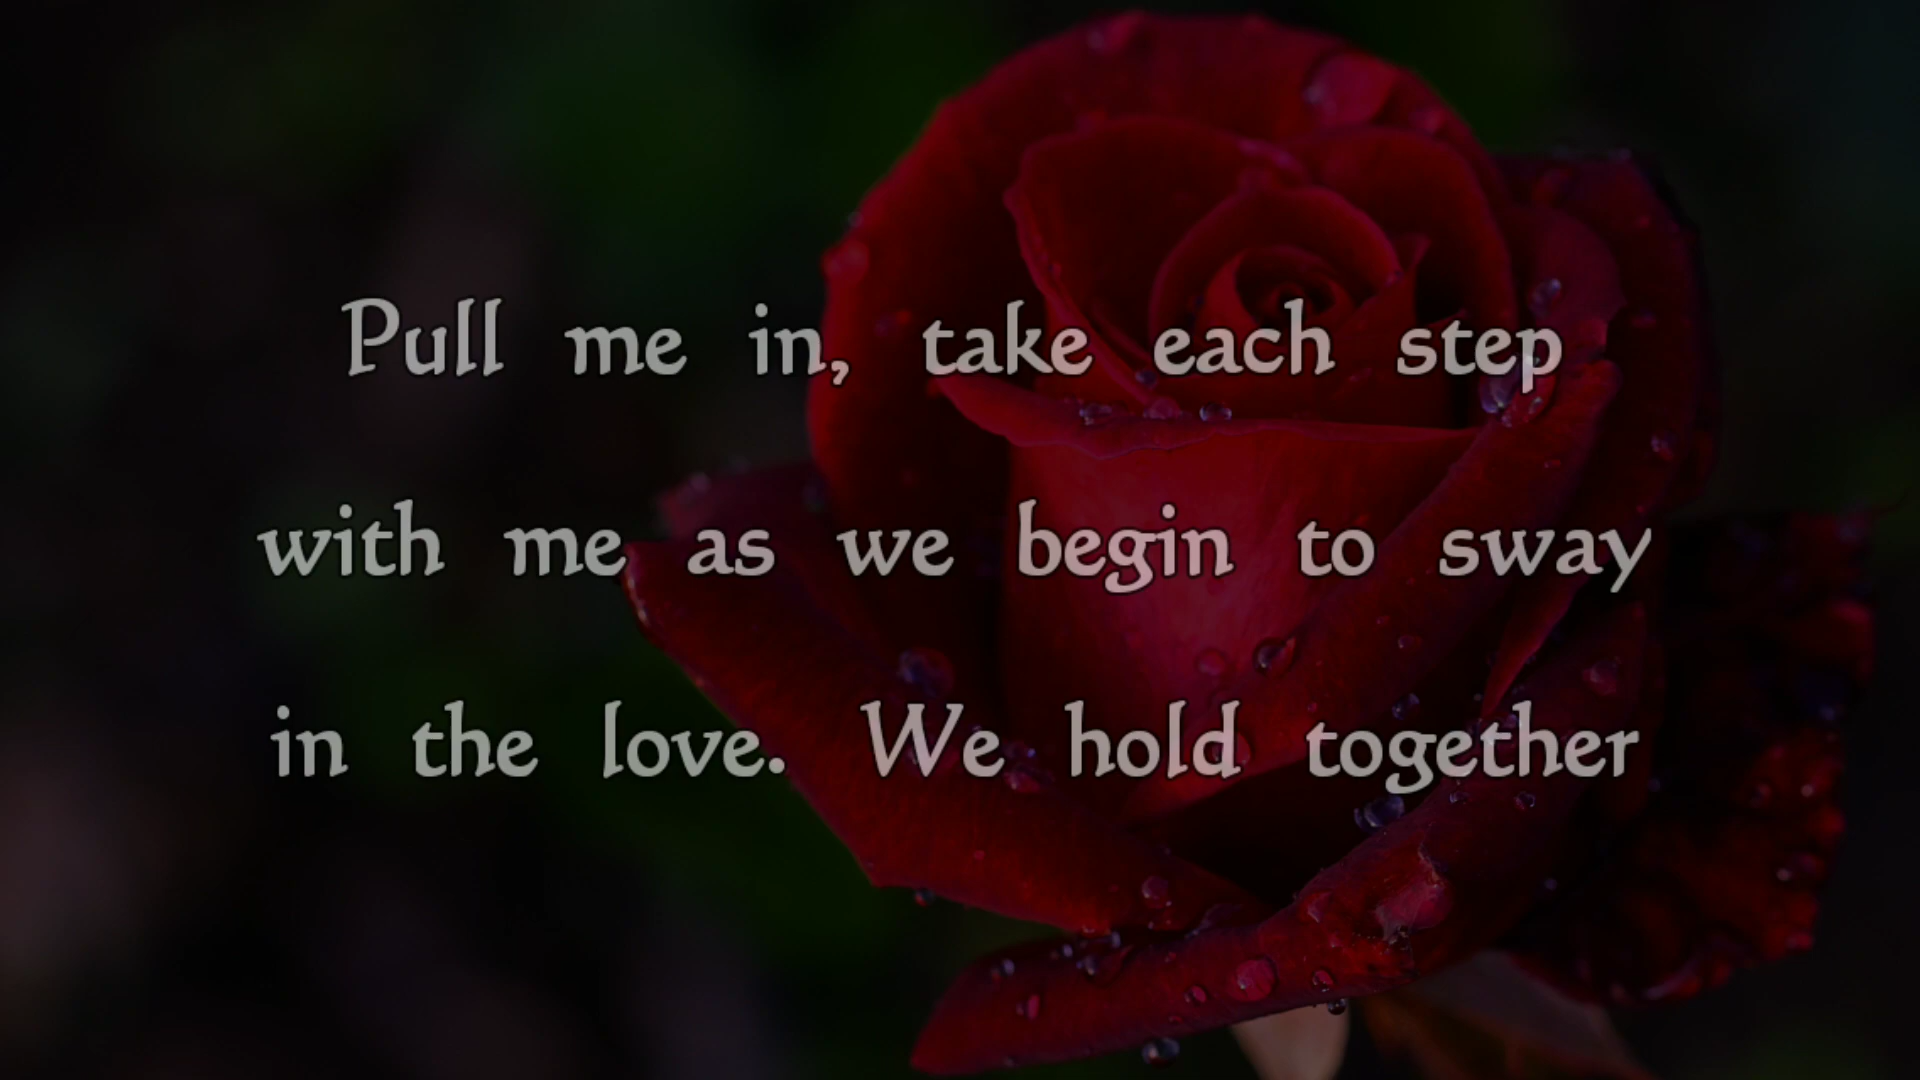 Pull me in, take each step
with me as we begin to sway
in the love. We hold together